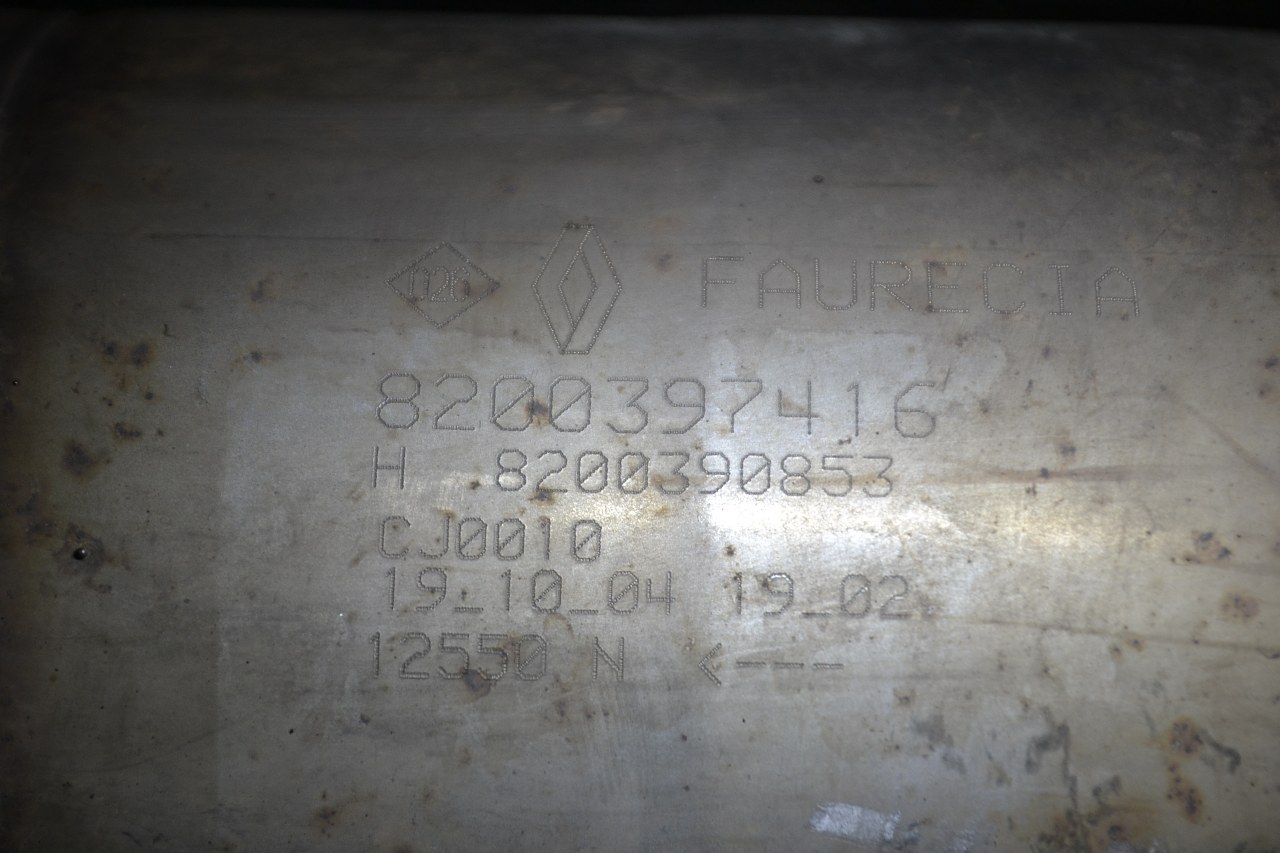 FAURECIA
8200397416
H 8200390853
CJ0010
19_10_04 19_02
12550 N <---